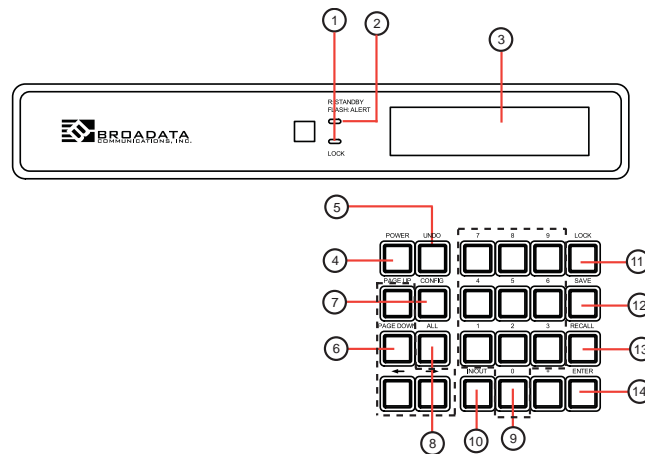 1
2
3
R: STANDBY
FLASH: ALERT
BROADATA
COMMUNICATIONS, INC.
LOCK
5
POWER UNDO 7 8 9 LOCK
4
11
PAGE UP CONFIG 4 5 6 SAVE
7
12
PAGE DOWN ALL 1 2 3 RECALL
6
13
IN/OUT 0 + ENTER
14
8
10
9